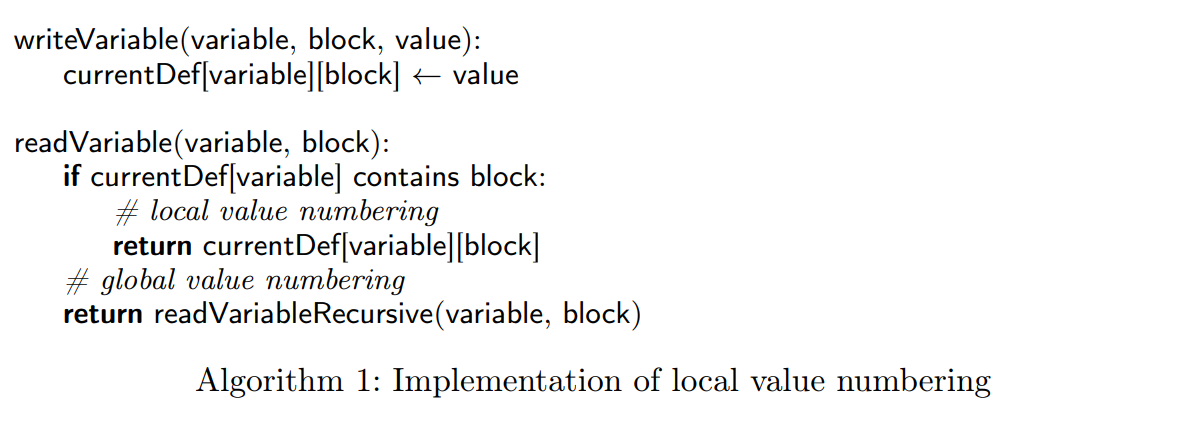 writeVariable(variable, block, value):
currentDef[variable][block] ← value
readVariable(variable, block):
if currentDef[variable] contains block:
# local value numbering
return currentDef[variable][block]
# global value numbering
return readVariableRecursive(variable, block)
Algorithm 1: Implementation of local value numbering